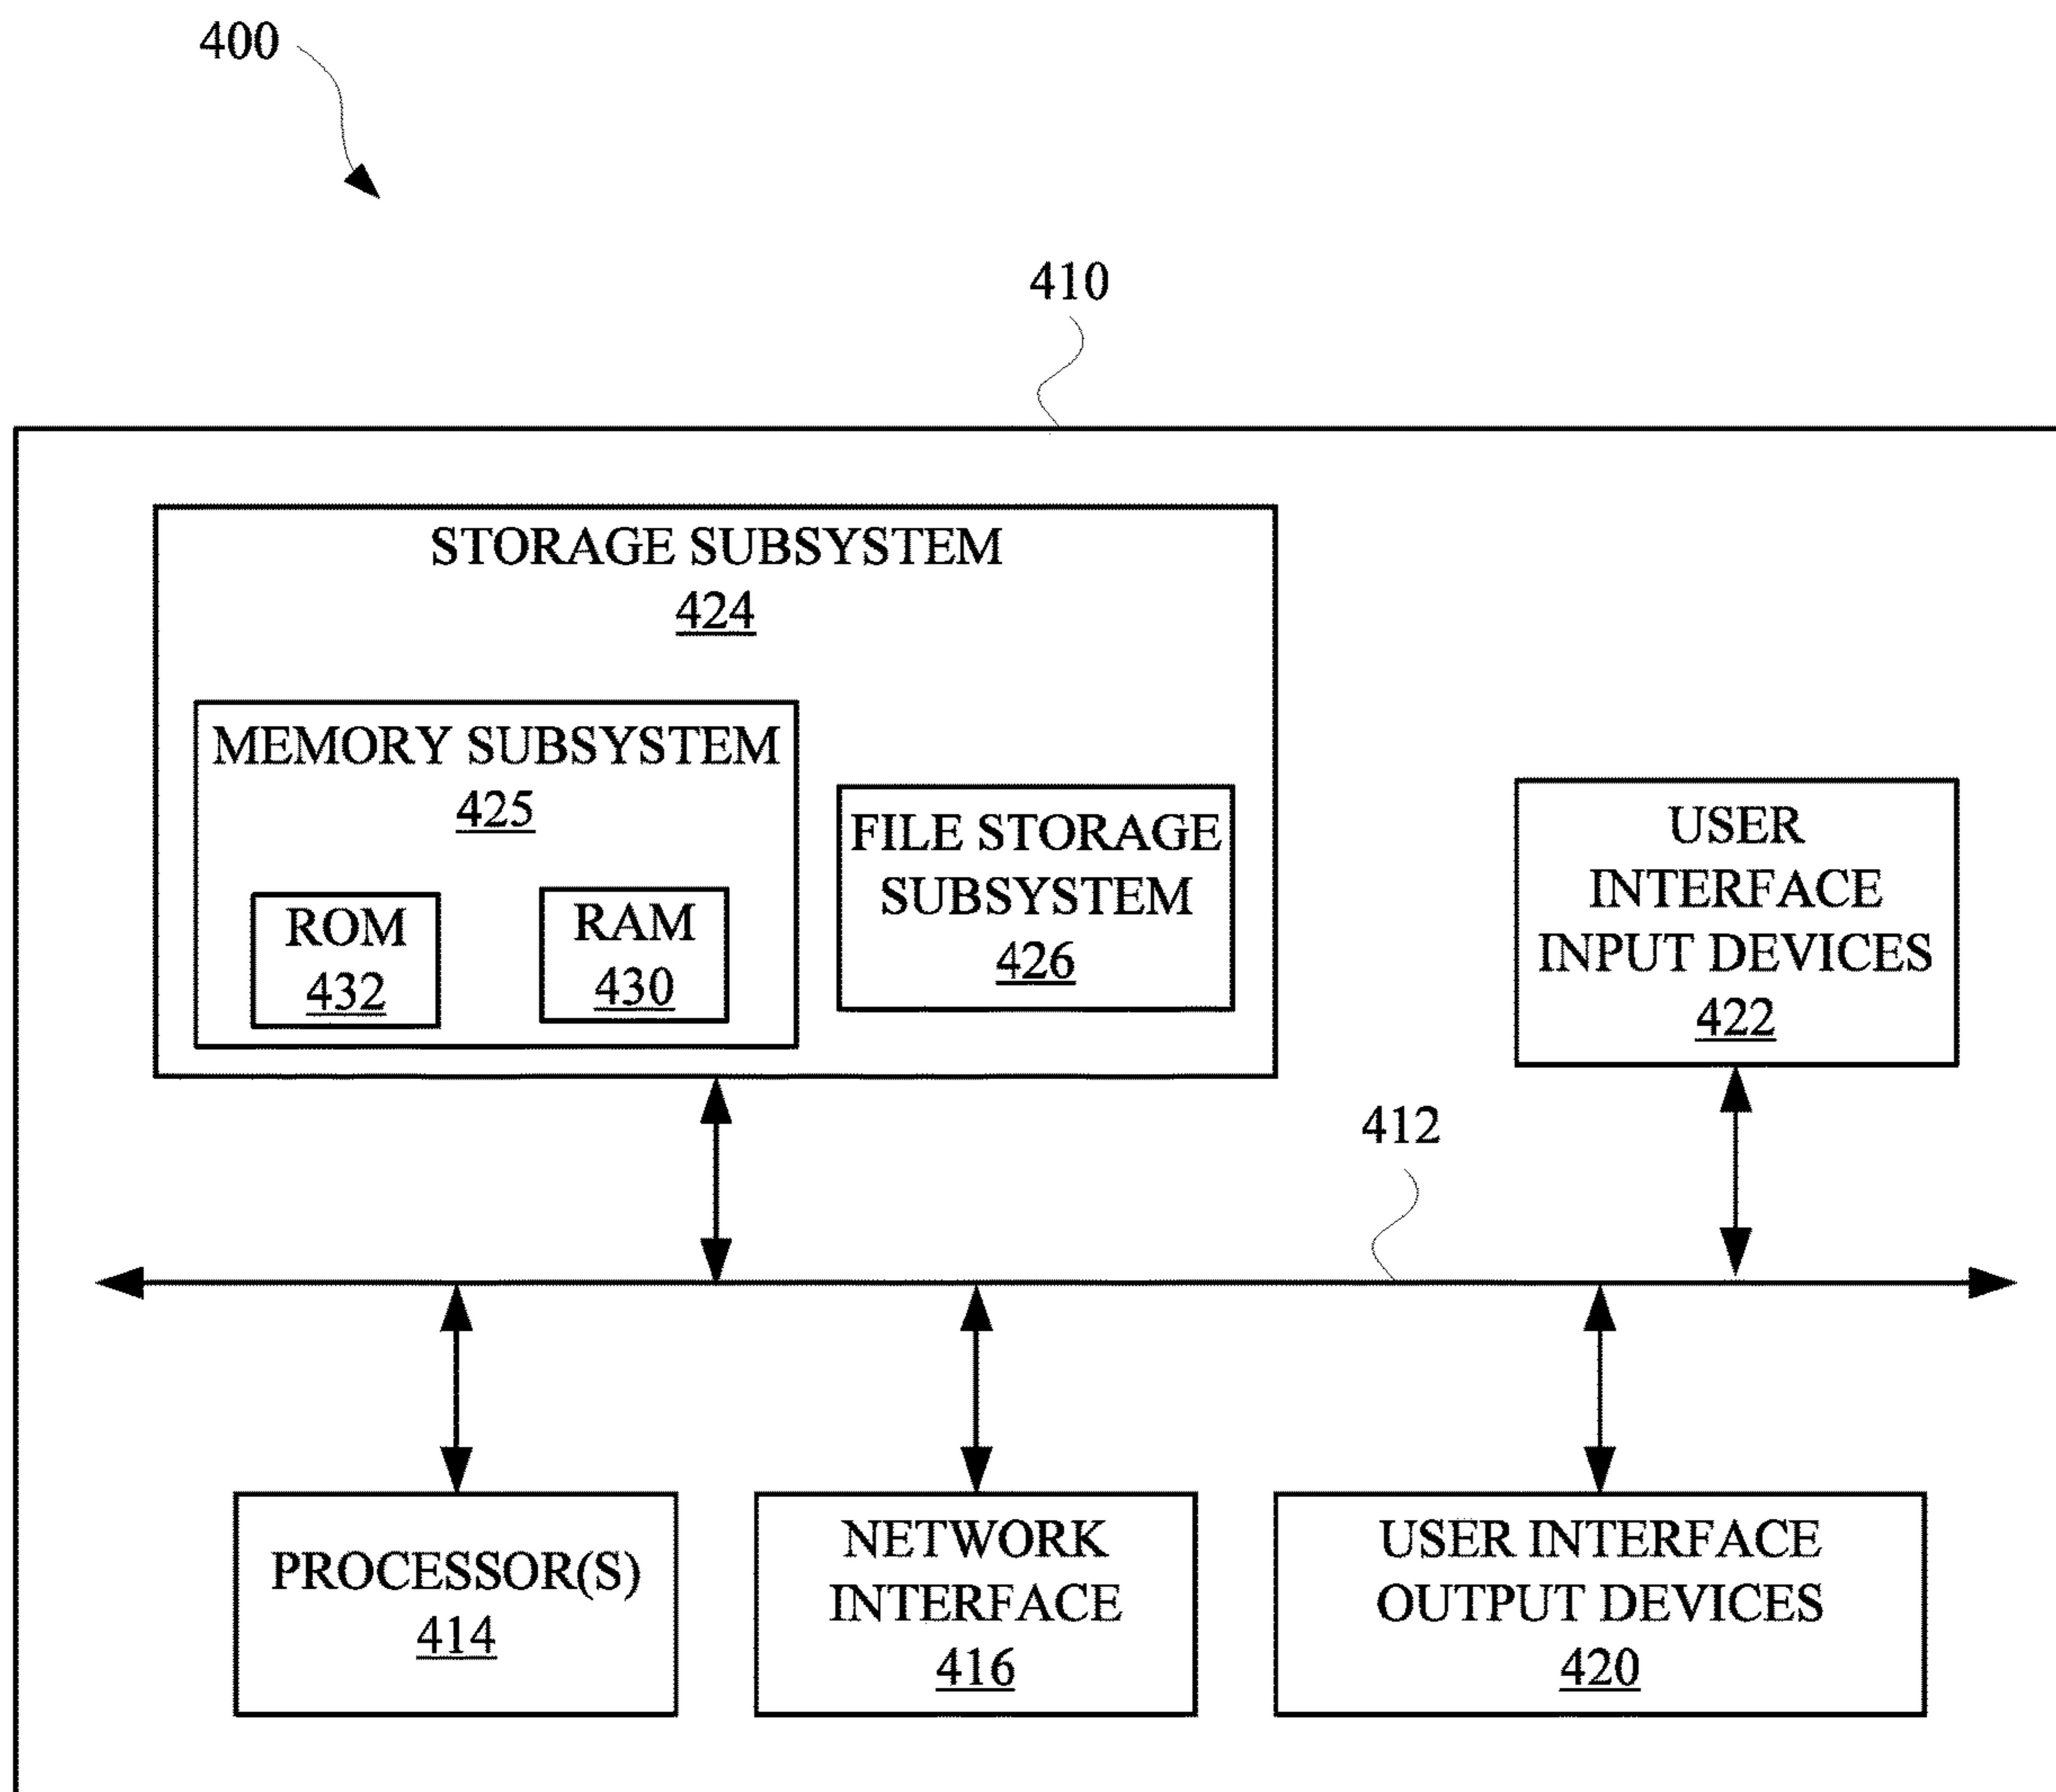 400
410
STORAGE SUBSYSTEM
424
MEMORY SUBSYSTEM
425
ROM
432
RAM
430
FILE STORAGE
SUBSYSTEM
426
USER
INTERFACE
INPUT DEVICES
422
412
PROCESSOR(S)
414
NETWORK
INTERFACE
416
USER INTERFACE
OUTPUT DEVICES
420